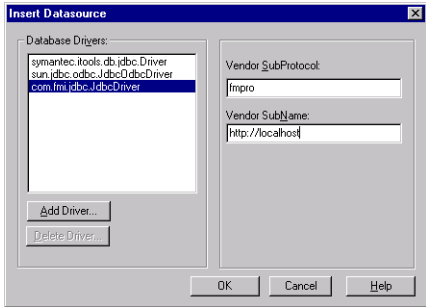 Insert Datasource
Database Drivers:
symantec.itools.db.jdbc.Driver
sun.jdbc.odbc.JdbcOdbcDriver
com.fmi.jdbc.JdbcDriver
Add Driver...
Delete Driver...
Vendor SubProtocol:
fmpro
Vendor SubName:
http://localhost
OK
Cancel
Help